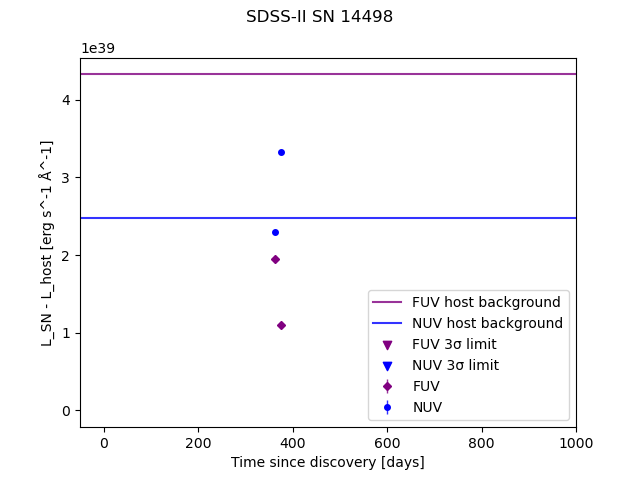 SDSS-II SN 14498
1e39
L_SN - L_host [erg s^-1 Å^-1]
4
3
2
1
0
0 200 400 600 800 1000
Time since discovery [days]
FUV host background
NUV host background
FUV 3σ limit
NUV 3σ limit
FUV
NUV